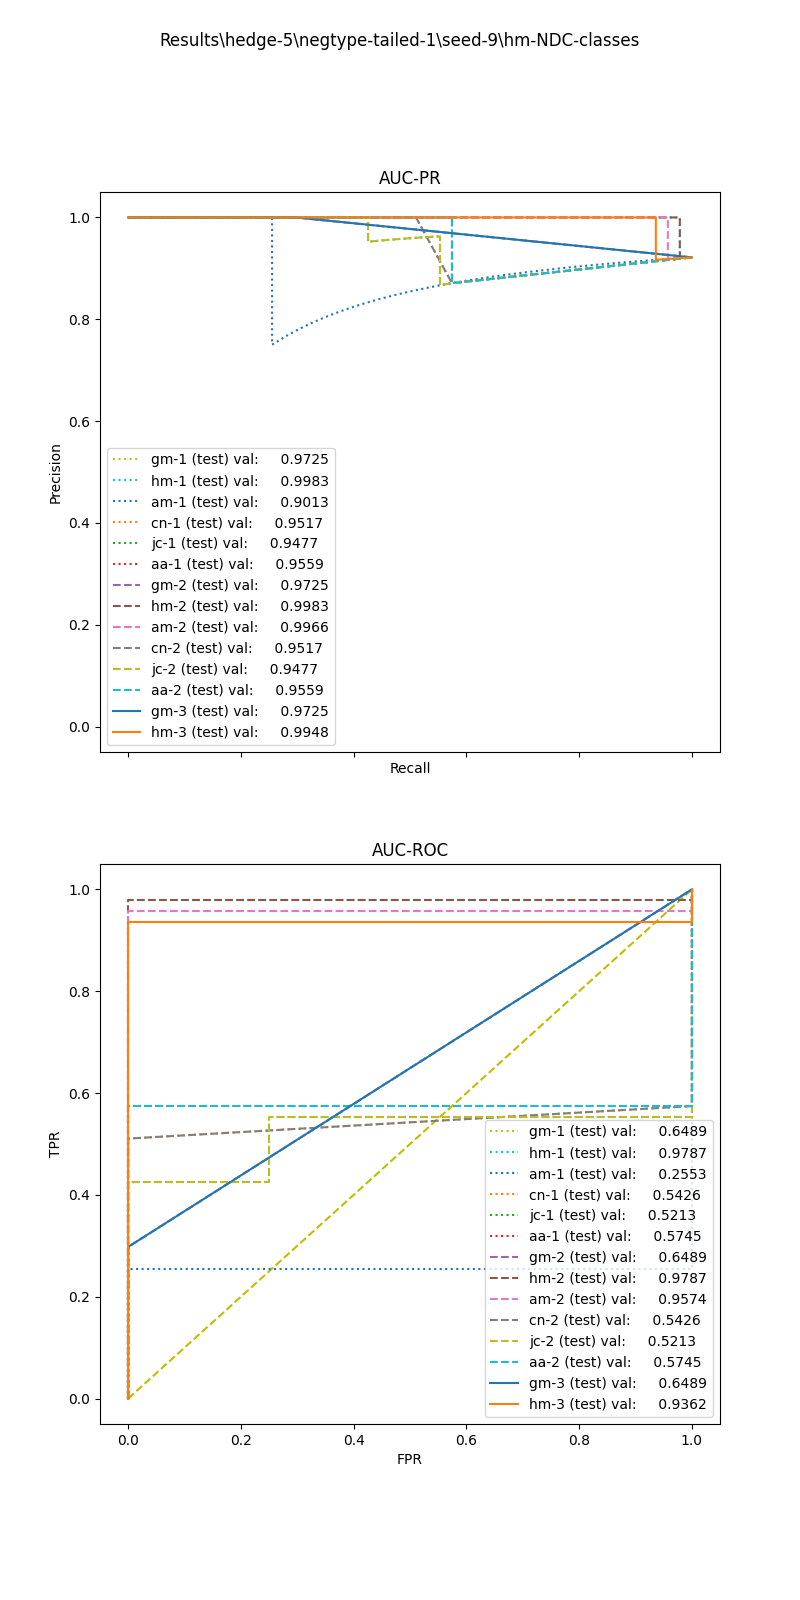 Results\hedge-5\negtype-tailed-1\seed-9\hm-NDC-classes
AUC-PR
1.0
0.8
0.6
0.4
0.2
0.0
Precision
gm-1 (test) val: 0.9725
hm-1 (test) val: 0.9983
am-1 (test) val: 0.9013
cn-1 (test) val: 0.9517
jc-1 (test) val: 0.9477
aa-1 (test) val: 0.9559
gm-2 (test) val: 0.9725
hm-2 (test) val: 0.9983
am-2 (test) val: 0.9966
cn-2 (test) val: 0.9517
jc-2 (test) val: 0.9477
aa-2 (test) val: 0.9559
gm-3 (test) val: 0.9725
hm-3 (test) val: 0.9948
Recall
AUC-ROC
1.0
0.8
0.6
0.4
0.2
0.0
TPR
gm-1 (test) val: 0.6489
hm-1 (test) val: 0.9787
am-1 (test) val: 0.2553
cn-1 (test) val: 0.5426
jc-1 (test) val: 0.5213
aa-1 (test) val: 0.5745
gm-2 (test) val: 0.6489
hm-2 (test) val: 0.9787
am-2 (test) val: 0.9574
cn-2 (test) val: 0.5426
jc-2 (test) val: 0.5213
aa-2 (test) val: 0.5745
gm-3 (test) val: 0.6489
hm-3 (test) val: 0.9362
0.0 0.2 0.4 0.6 0.8 1.0
FPR